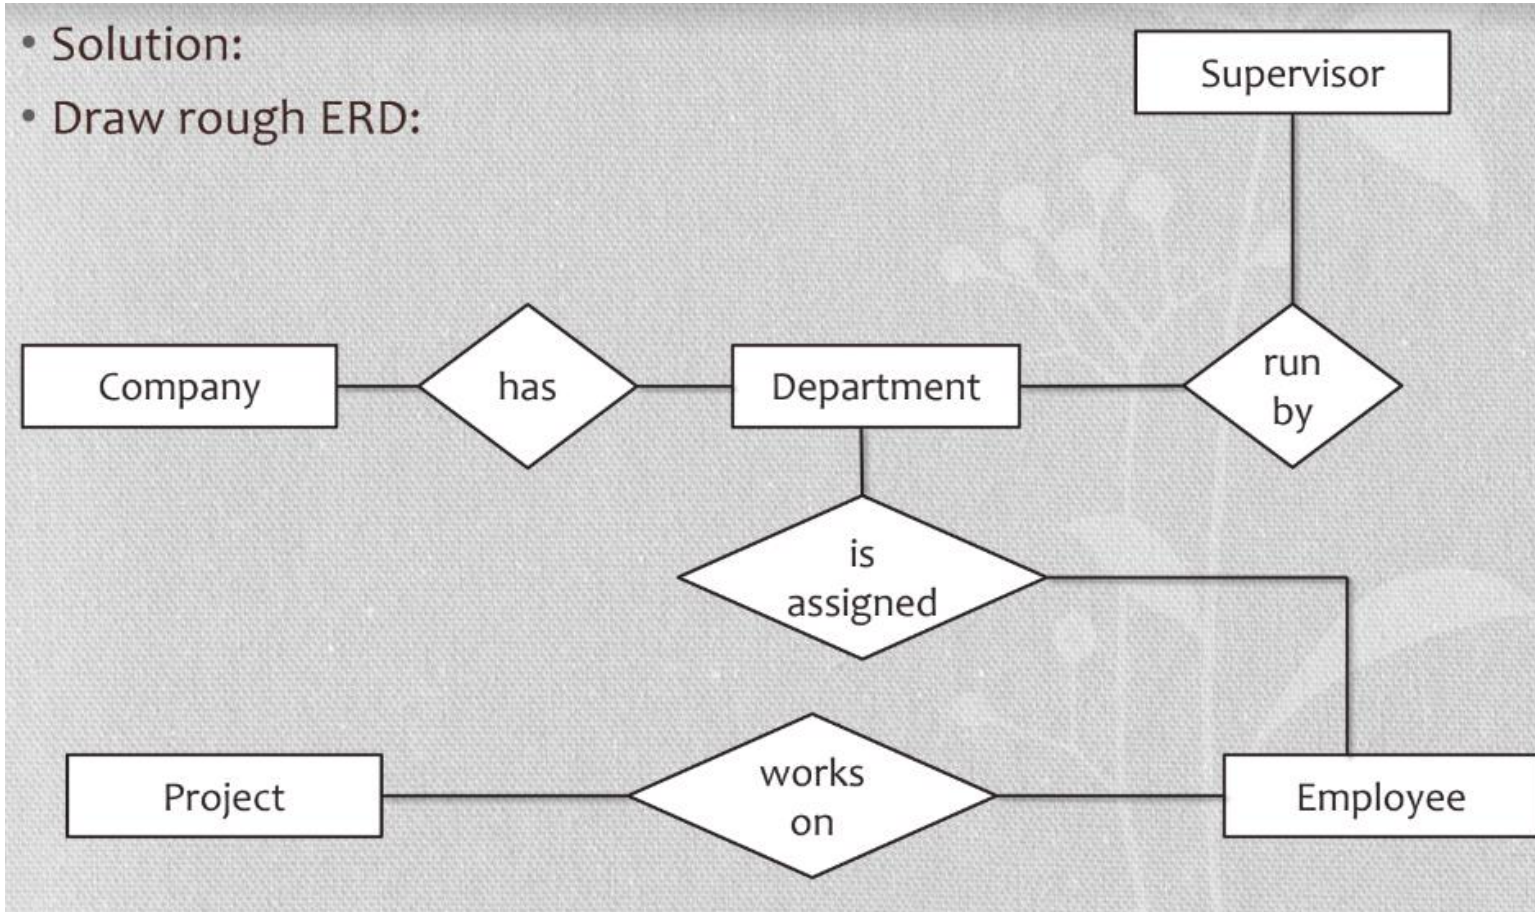 • Solution:
• Draw rough ERD:
Supervisor
Company
has
Department
run
by
is
assigned
Project
works
on
Employee